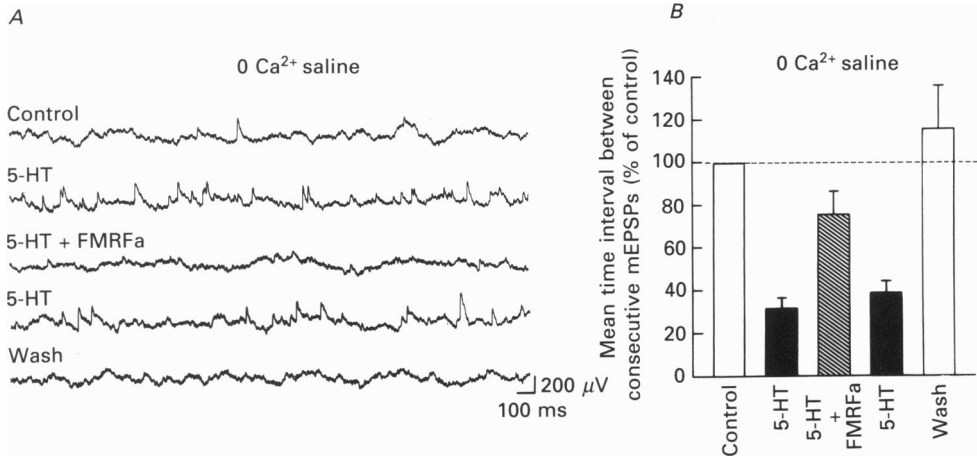 A
0 Ca²⁺ saline
Control
5-HT
5-HT + FMRFa
5-HT
Wash
200 μV
100 ms
B
0 Ca²⁺ saline
Mean time interval between
consecutive mEPSPs (% of control)
140
120
100
80
60
40
20
0
Control
5-HT
5-HT
+
FMRFa
5-HT
Wash